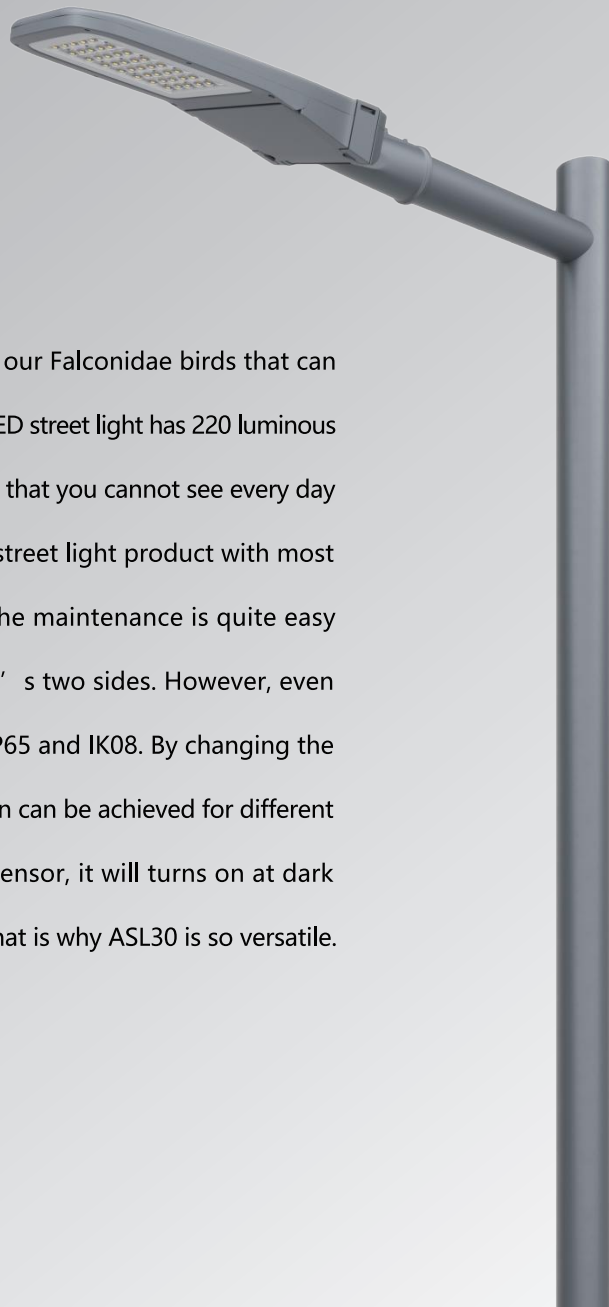 our Falconidae birds that can
ED street light has 220 luminous
that you cannot see every day
street light product with most
he maintenance is quite easy
’ s two sides. However, even
P65 and IK08. By changing the
n can be achieved for different
ensor, it will turns on at dark
hat is why ASL30 is so versatile.